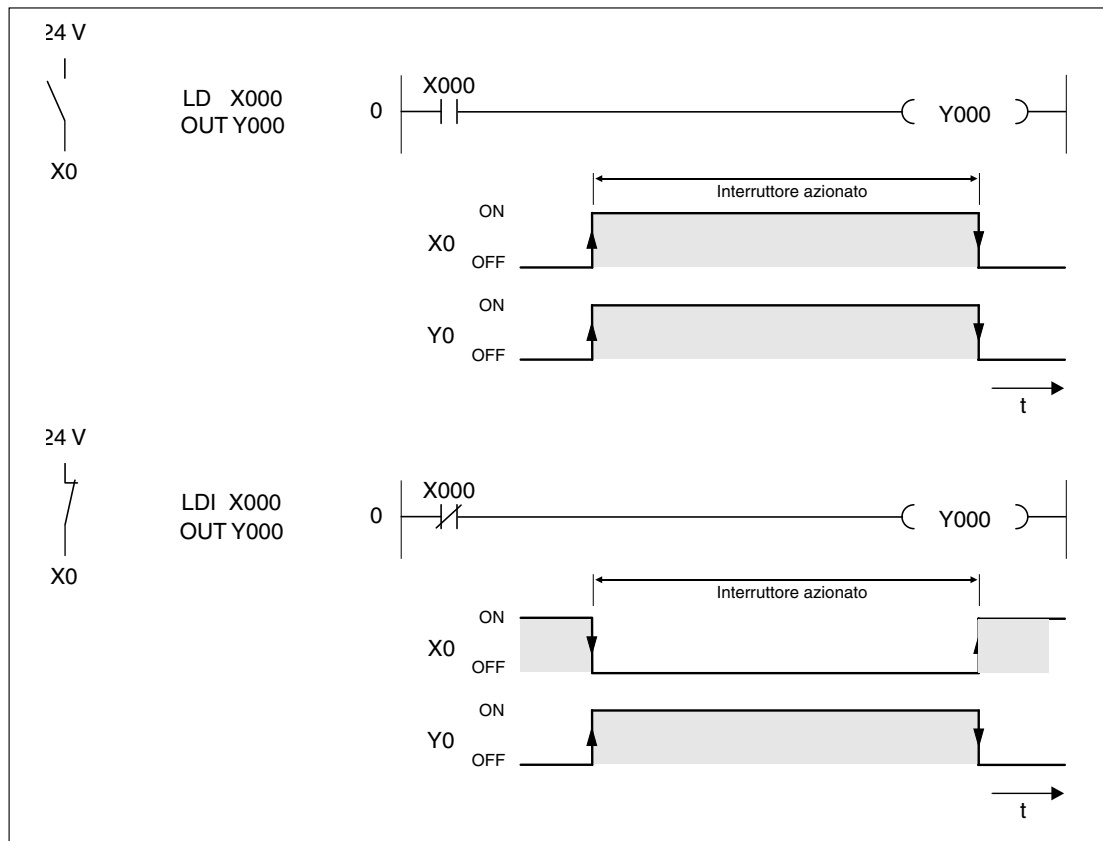 24 V
X0
LD X000
OUT Y000
0
X000
Y000
Interruttore azionato
ON
X0
OFF
ON
Y0
OFF
t
24 V
X0
LDI X000
OUT Y000
0
X000
Y000
Interruttore azionato
ON
X0
OFF
ON
Y0
OFF
t